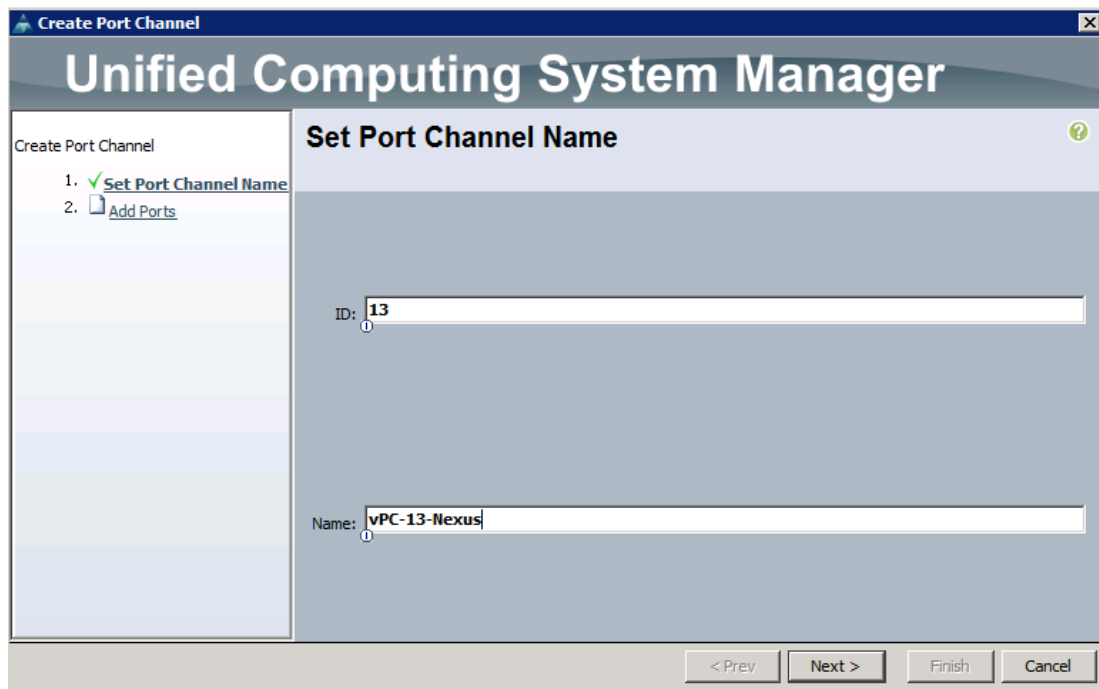 Create Port Channel
Unified Computing System Manager
Create Port Channel
1. Set Port Channel Name
2. Add Ports
Set Port Channel Name
ID: 13
Name: vPC-13-Nexus
< Prev Next > Finish Cancel